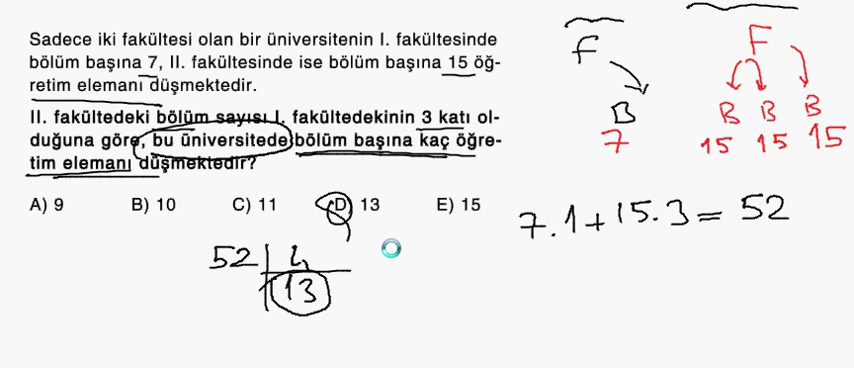 Sadece iki fakültesi olan bir üniversitenin I. fakültesinde
bölüm başına 7, II. fakültesinde ise bölüm başına 15 öğ-
retim elemanı düşmektedir.
II. fakültedeki bölüm sayısı I. fakültedekinin 3 katı ol-
duğuna göre, bu üniversitede bölüm başına kaç öğre-
tim elemanı düşmektedir?
A) 9 B) 10 C) 11 D) 13 E) 15
52 4
13
F
B
7
F
B B B
15 15 15
7.1+15.3=52